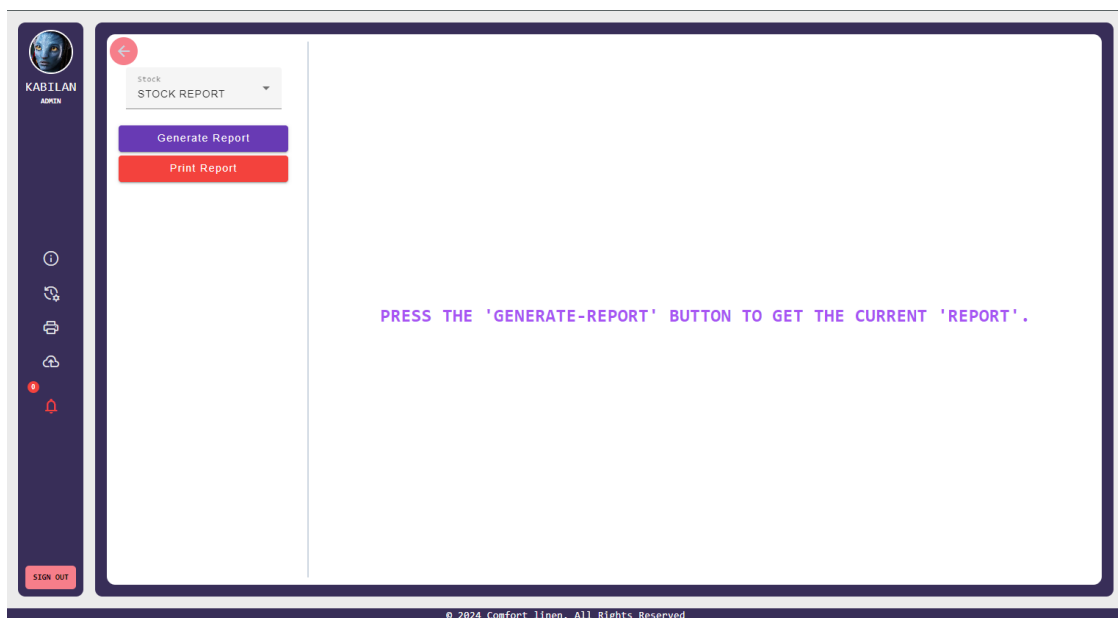 KABILAN
ADMIN
Stock
STOCK REPORT
Generate Report
Print Report
0
SIGN OUT
PRESS THE 'GENERATE-REPORT' BUTTON TO GET THE CURRENT 'REPORT'.
© 2024 Comfort linen. All Rights Reserved